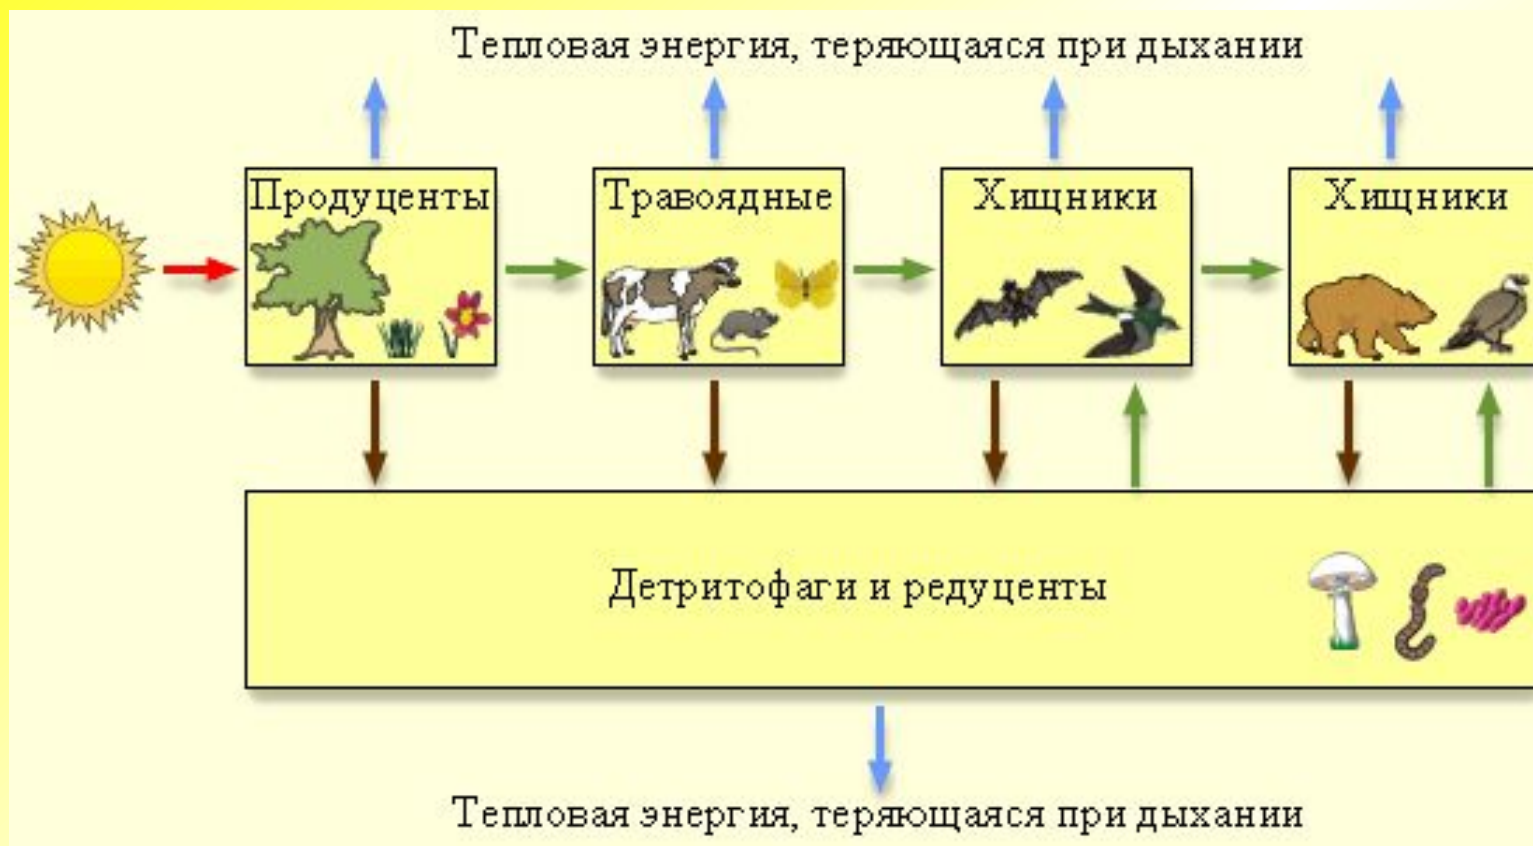 Тепловая энергия, теряющаяся при дыхании
Продуценты
Травоядные
Хищники
Хищники
Детритофаги и редуценты
Тепловая энергия, теряющаяся при дыхании